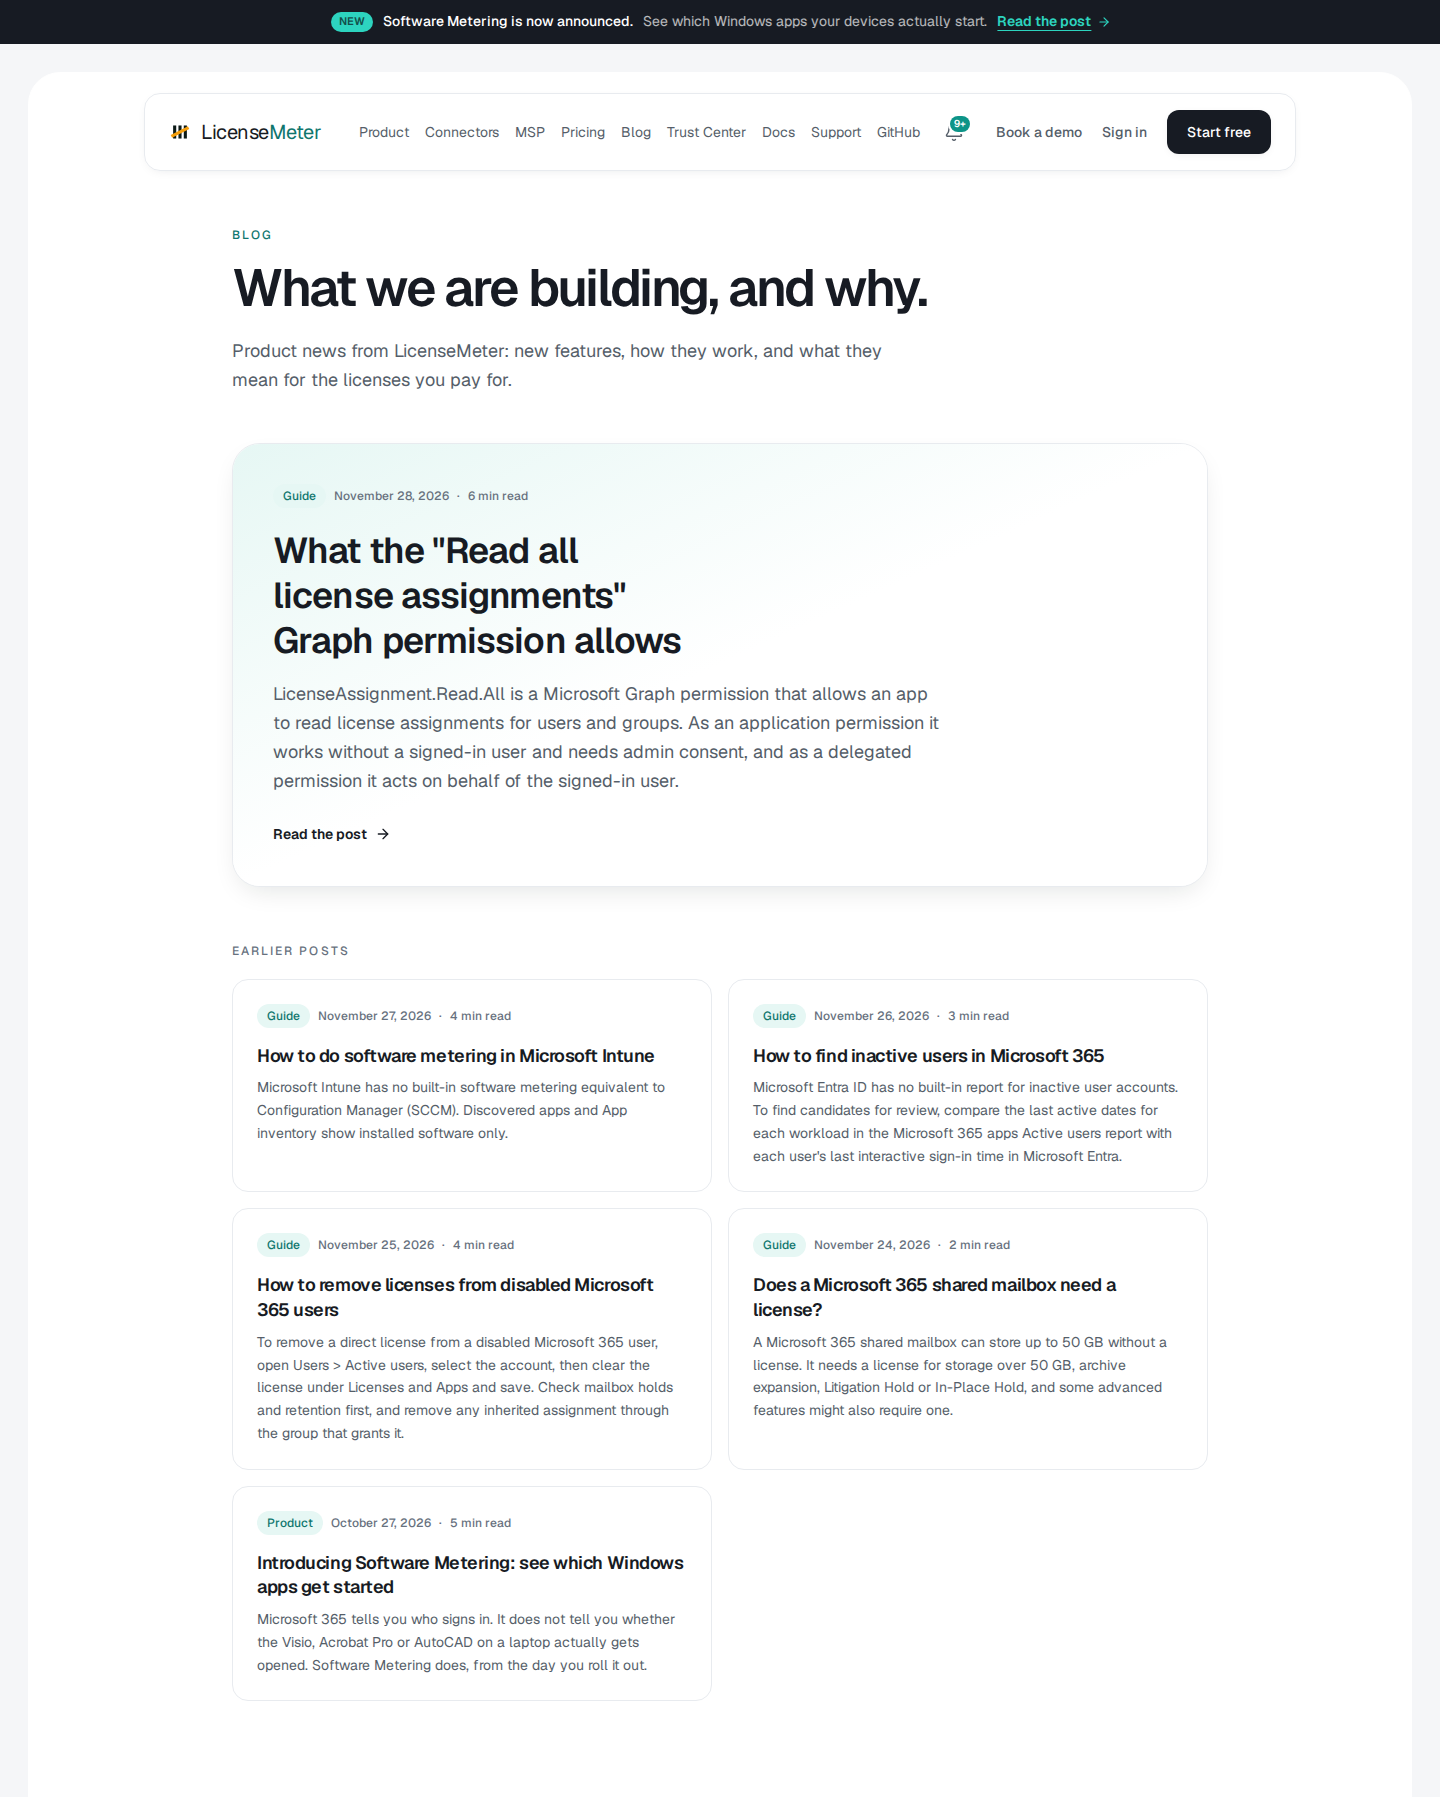 NEW Software Metering is now announced. See which Windows apps your devices actually start. Read the post →
LicenseMeter Product Connectors MSP Pricing Blog Trust Center Docs Support GitHub 9+ Book a demo Sign in Start free
BLOG
What we are building, and why.
Product news from LicenseMeter: new features, how they work, and what they
mean for the licenses you pay for.
Guide November 28, 2026 · 6 min read
What the "Read all
license assignments"
Graph permission allows
LicenseAssignment.Read.All is a Microsoft Graph permission that allows an app
to read license assignments for users and groups. As an application permission it
works without a signed-in user and needs admin consent, and as a delegated
permission it acts on behalf of the signed-in user.
Read the post →
EARLIER POSTS
Guide November 27, 2026 · 4 min read
How to do software metering in Microsoft Intune
Microsoft Intune has no built-in software metering equivalent to
Configuration Manager (SCCM). Discovered apps and App
inventory show installed software only.
Guide November 26, 2026 · 3 min read
How to find inactive users in Microsoft 365
Microsoft Entra ID has no built-in report for inactive user accounts.
To find candidates for review, compare the last active dates for
each workload in the Microsoft 365 apps Active users report with
each user's last interactive sign-in time in Microsoft Entra.
Guide November 25, 2026 · 4 min read
How to remove licenses from disabled Microsoft
365 users
To remove a direct license from a disabled Microsoft 365 user,
open Users > Active users, select the account, then clear the
license under Licenses and Apps and save. Check mailbox holds
and retention first, and remove any inherited assignment through
the group that grants it.
Guide November 24, 2026 · 2 min read
Does a Microsoft 365 shared mailbox need a
license?
A Microsoft 365 shared mailbox can store up to 50 GB without a
license. It needs a license for storage over 50 GB, archive
expansion, Litigation Hold or In-Place Hold, and some advanced
features might also require one.
Product October 27, 2026 · 5 min read
Introducing Software Metering: see which Windows
apps get started
Microsoft 365 tells you who signs in. It does not tell you whether
the Visio, Acrobat Pro or AutoCAD on a laptop actually gets
opened. Software Metering does, from the day you roll it out.